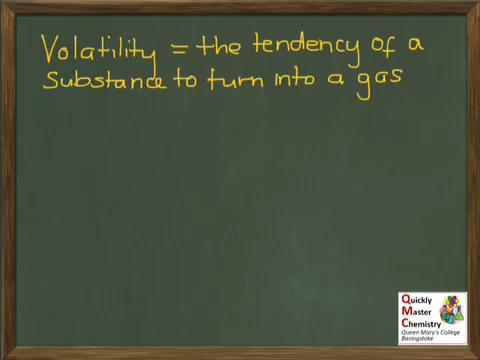 Volatility = the tendency of a
Substance to turn into a gas
Quickly
Master
Chemistry
Queen Mary's College
Basingstoke